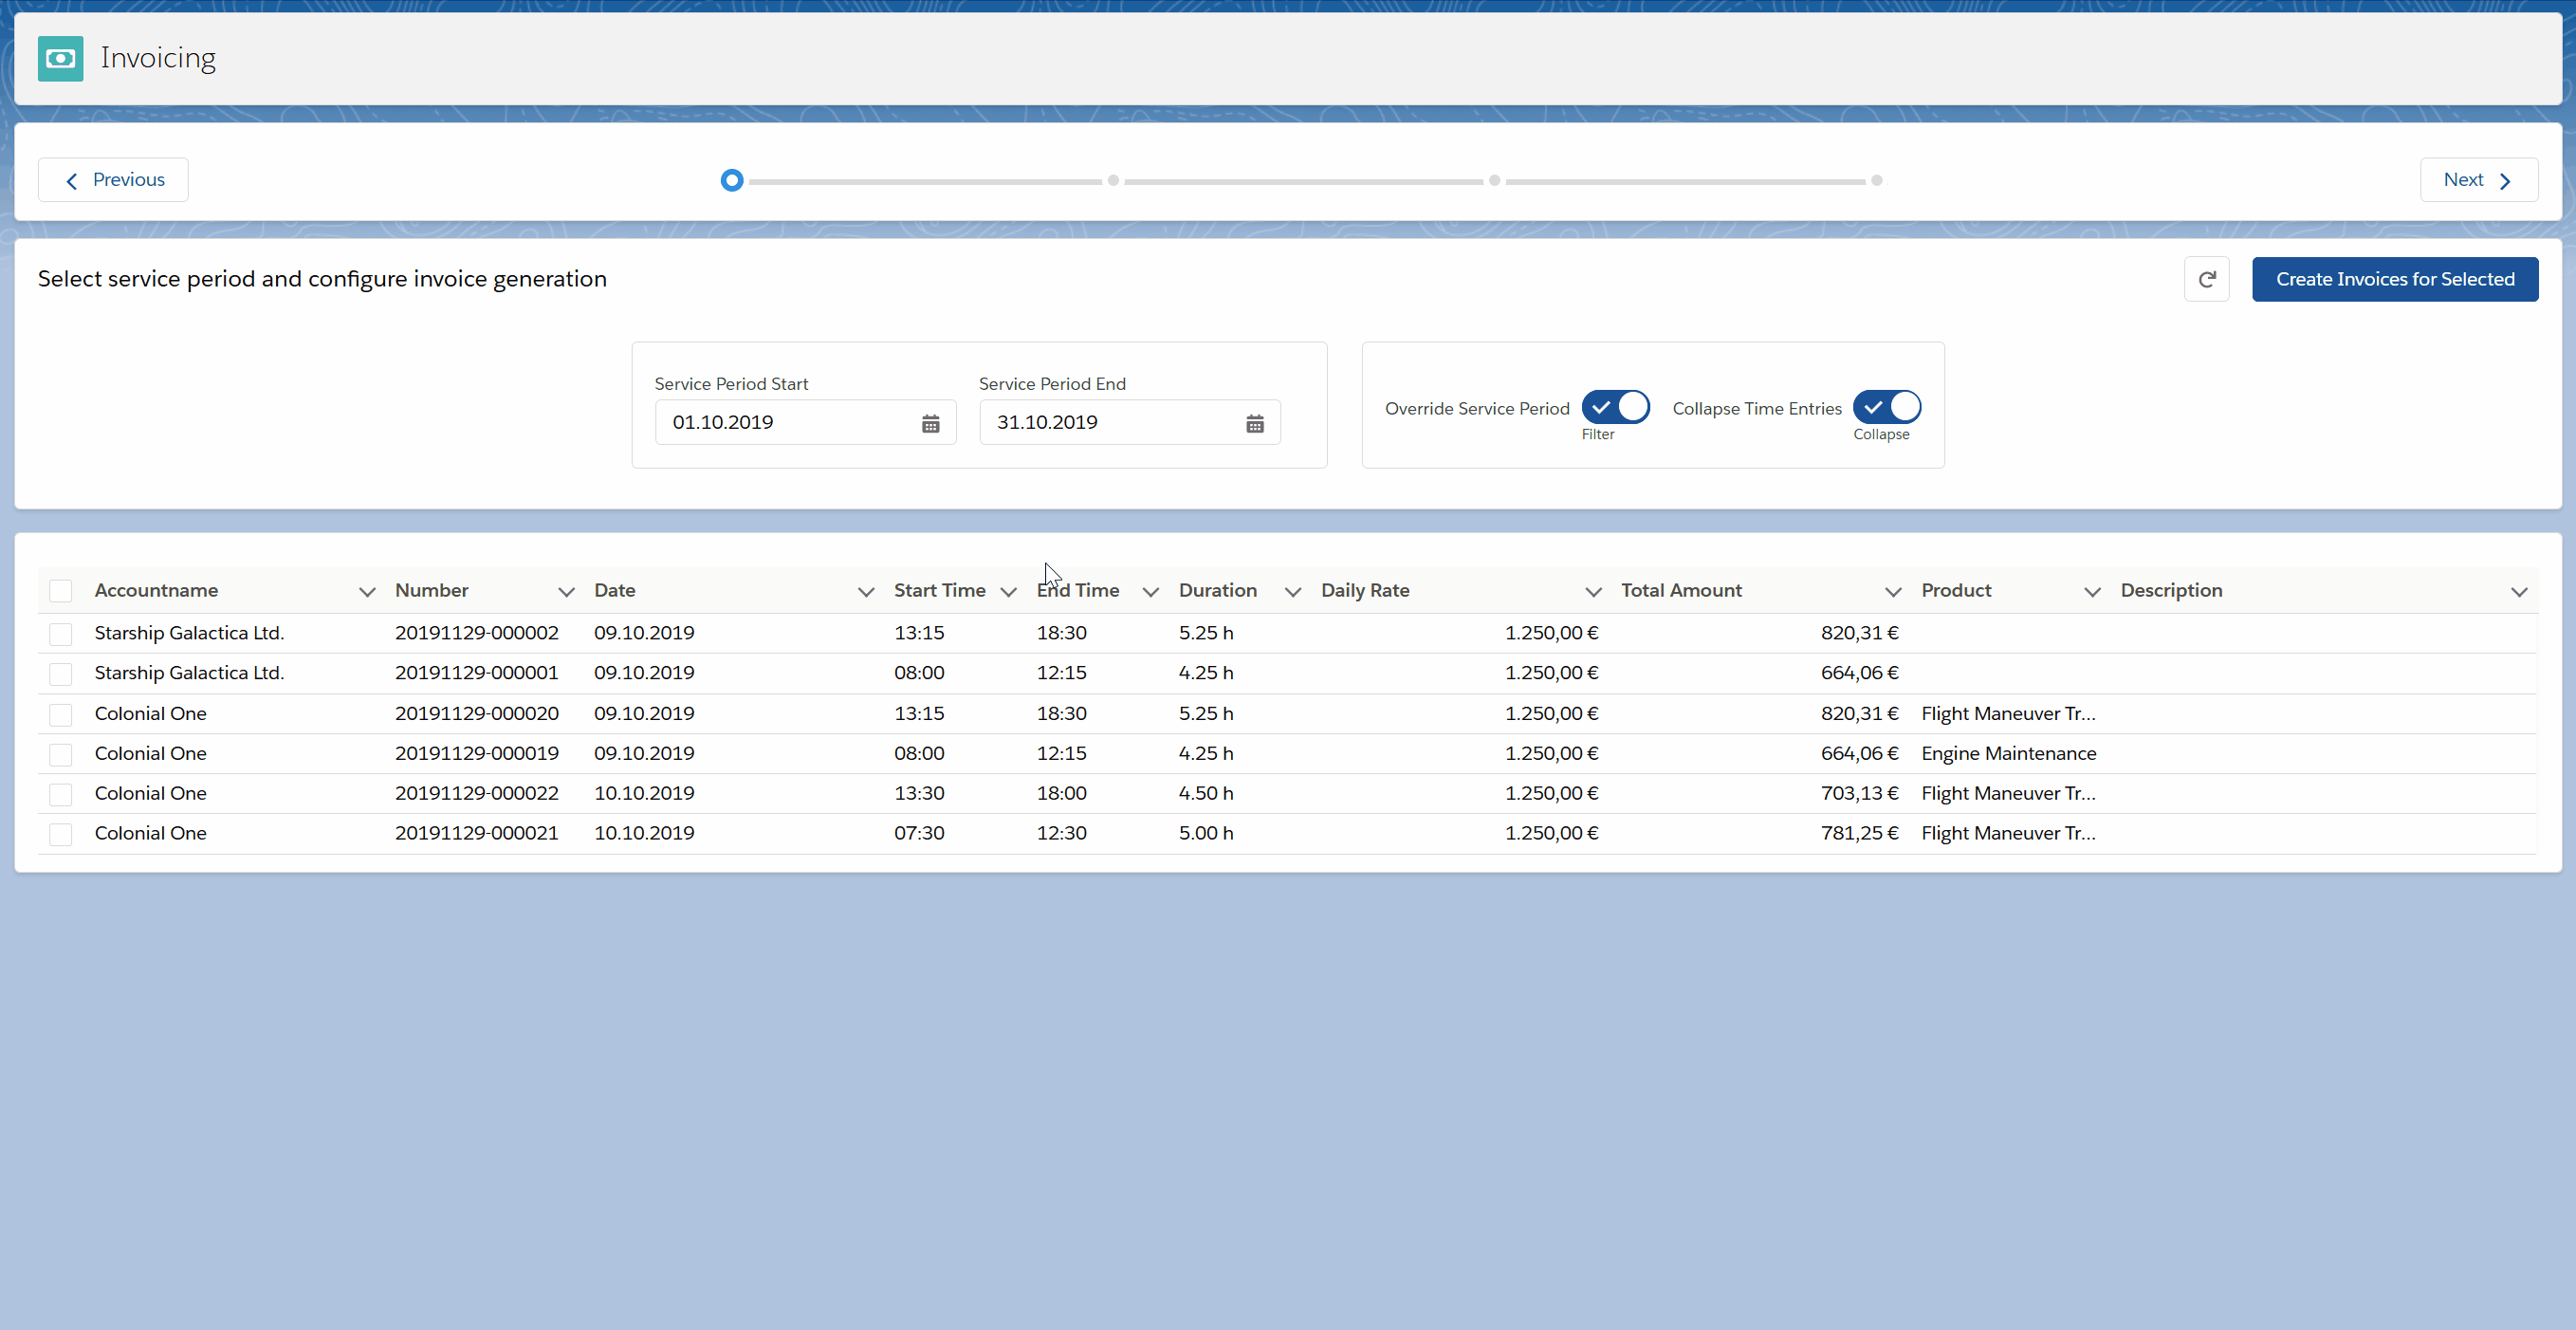 Invoicing
Previous
Next
Select service period and configure invoice generation
Create Invoices for Selected
Service Period Start Service Period End
01.10.2019 31.10.2019
Override Service Period Filter
Collapse Time Entries Collapse
Accountname Number Date Start Time End Time Duration Daily Rate Total Amount Product Description
Starship Galactica Ltd. 20191129-000002 09.10.2019 13:15 18:30 5.25 h 1.250,00 € 820,31 €
Starship Galactica Ltd. 20191129-000001 09.10.2019 08:00 12:15 4.25 h 1.250,00 € 664,06 €
Colonial One 20191129-000020 09.10.2019 13:15 18:30 5.25 h 1.250,00 € 820,31 € Flight Maneuver Tr...
Colonial One 20191129-000019 09.10.2019 08:00 12:15 4.25 h 1.250,00 € 664,06 € Engine Maintenance
Colonial One 20191129-000022 10.10.2019 13:30 18:00 4.50 h 1.250,00 € 703,13 € Flight Maneuver Tr...
Colonial One 20191129-000021 10.10.2019 07:30 12:30 5.00 h 1.250,00 € 781,25 € Flight Maneuver Tr...